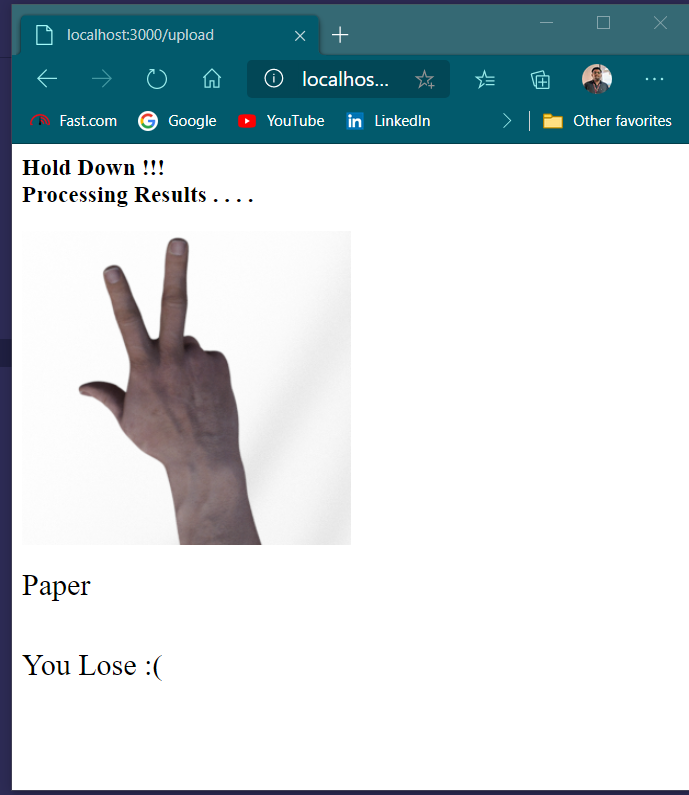 localhost:3000/upload
localhos...
Fast.com Google YouTube LinkedIn Other favorites
Hold Down !!!
Processing Results . . . .
Paper
You Lose :(